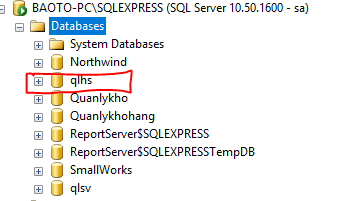 BAOTO-PC\SQLEXPRESS (SQL Server 10.50.1600 - sa)
Databases
System Databases
Northwind
qlhs
Quanlykho
Quanlykhohang
ReportServer$SQLEXPRESS
ReportServer$SQLEXPRESSTempDB
SmallWorks
qlsv